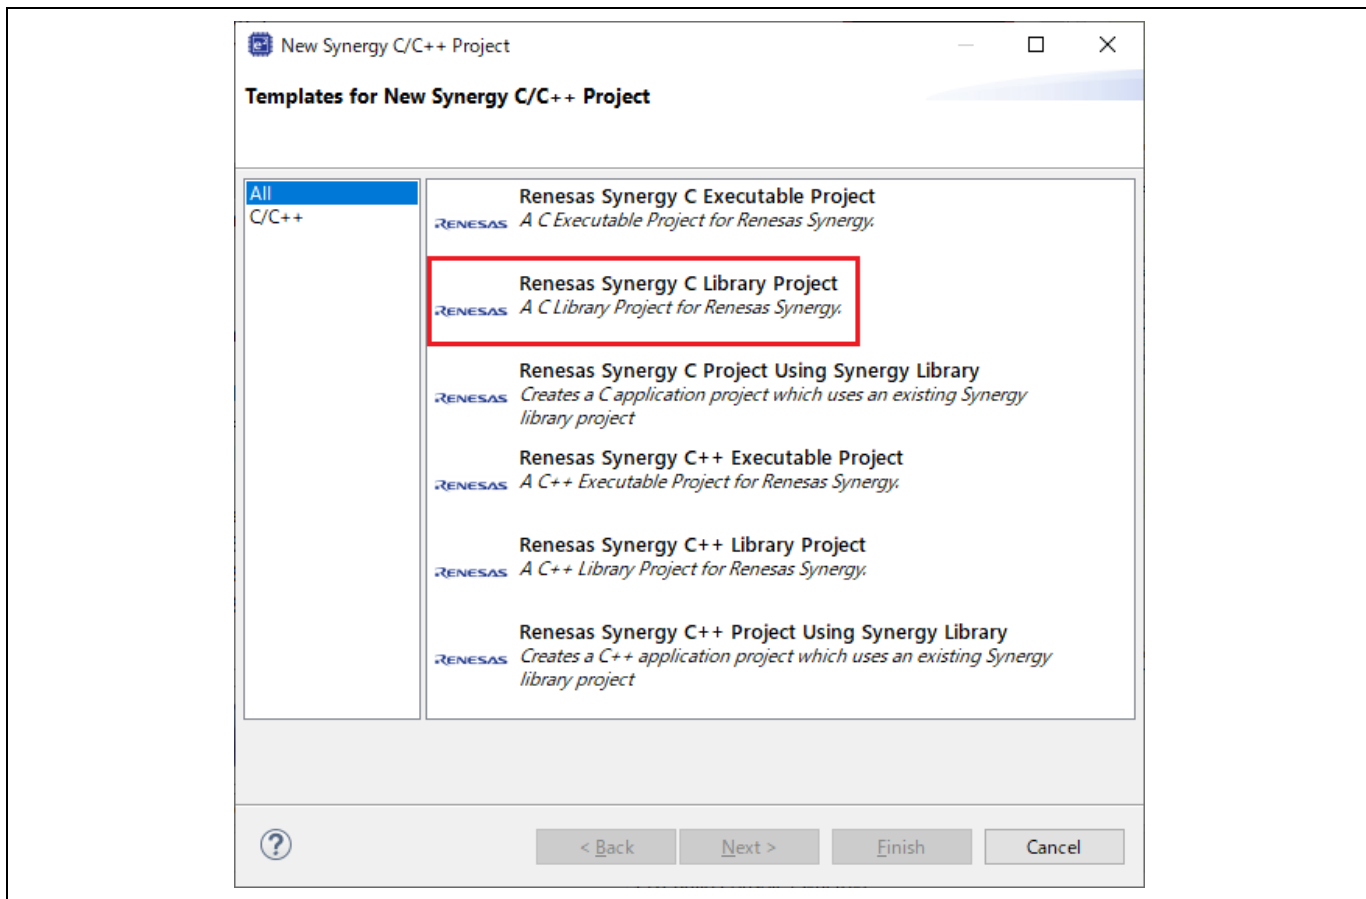 New Synergy C/C++ Project
Templates for New Synergy C/C++ Project
All
C/C++
Renesas Synergy C Executable Project
RENESAS A C Executable Project for Renesas Synergy.
Renesas Synergy C Library Project
RENESAS A C Library Project for Renesas Synergy.
Renesas Synergy C Project Using Synergy Library
RENESAS Creates a C application project which uses an existing Synergy
library project
Renesas Synergy C++ Executable Project
RENESAS A C++ Executable Project for Renesas Synergy.
Renesas Synergy C++ Library Project
RENESAS A C++ Library Project for Renesas Synergy.
Renesas Synergy C++ Project Using Synergy Library
RENESAS Creates a C++ application project which uses an existing Synergy
library project
? < Back Next > Finish Cancel